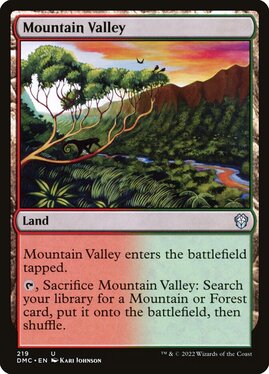 Mountain Valley
Land
Mountain Valley enters the battlefield
tapped.
, Sacrifice Mountain Valley: Search
your library for a Mountain or Forest
card, put it onto the battlefield, then
shuffle.
219 U
DMC • EN Kari Johnson
™ & © 2022 Wizards of the Coast